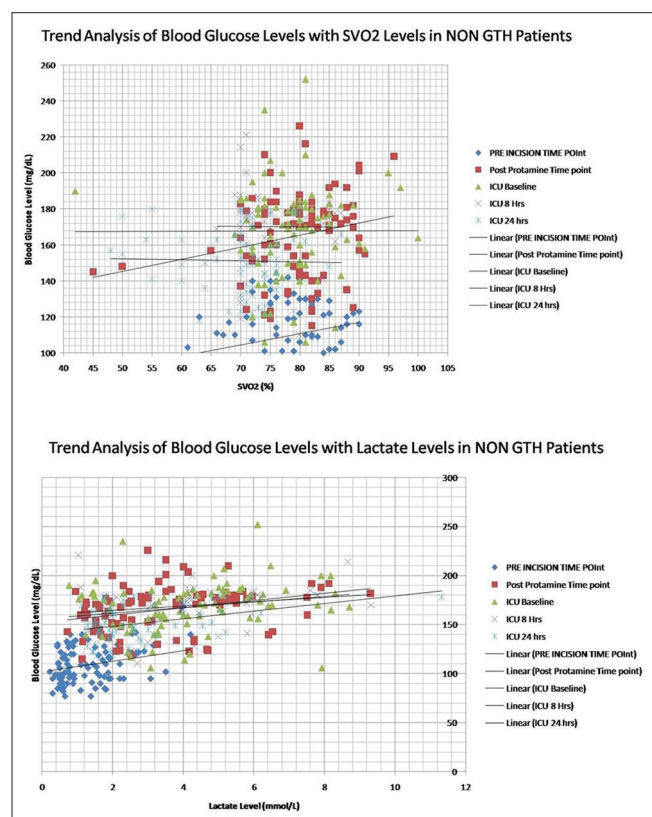 Trend Analysis of Blood Glucose Levels with SVO2 Levels in NON GTH Patients
260
240
220
200
180
160
140
120
100
Blood Glucose Level (mg/dL)
40 45 50 55 60 65 70 75 80 85 90 95 100 105
SVO2 (%)
PRE INCISION TIME POInt
Post Protamine Time point
ICU Baseline
ICU 8 Hrs
ICU 24 hrs
Linear (PRE INCISION TIME POInt)
Linear (Post Protamine Time point)
Linear (ICU Baseline)
Linear (ICU 8 Hrs)
Linear (ICU 24 hrs)
Trend Analysis of Blood Glucose Levels with Lactate Levels in NON GTH Patients
300
250
200
150
100
50
0
Blood Glucose Level (mg/dL)
0 2 4 6 8 10 12
Lactate Level (mmol/L)
PRE INCISION TIME POInt
Post Protamine Time point
ICU Baseline
ICU 8 Hrs
ICU 24 hrs
Linear (PRE INCISION TIME POInt)
Linear (Post Protamine Time point)
Linear (ICU Baseline)
Linear (ICU 8 Hrs)
Linear (ICU 24 hrs)